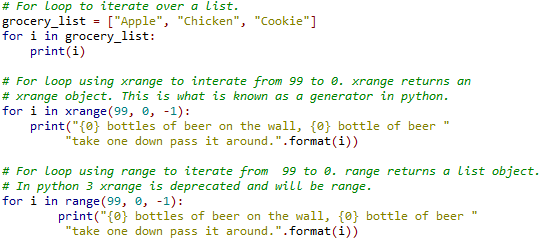 # For loop to iterate over a list.
grocery_list = ["Apple", "Chicken", "Cookie"]
for i in grocery_list:
    print(i)

# For loop using xrange to interate from 99 to 0. xrange returns an
# xrange object. This is what is known as a generator in python.
for i in xrange(99, 0, -1):
    print("{0} bottles of beer on the wall, {0} bottle of beer "
         "take one down pass it around.".format(i))

# For loop using range to iterate from  99 to 0. range returns a list object.
# In python 3 xrange is deprecated and will be range.
for i in range(99, 0, -1):
        print("{0} bottles of beer on the wall, {0} bottle of beer "
         "take one down pass it around.".format(i))